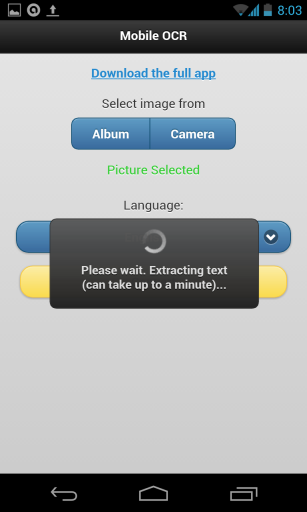 8:03
Mobile OCR
Download the full app
Select image from
Album Camera
Picture Selected
Language:
Please wait. Extracting text
(can take up to a minute)...